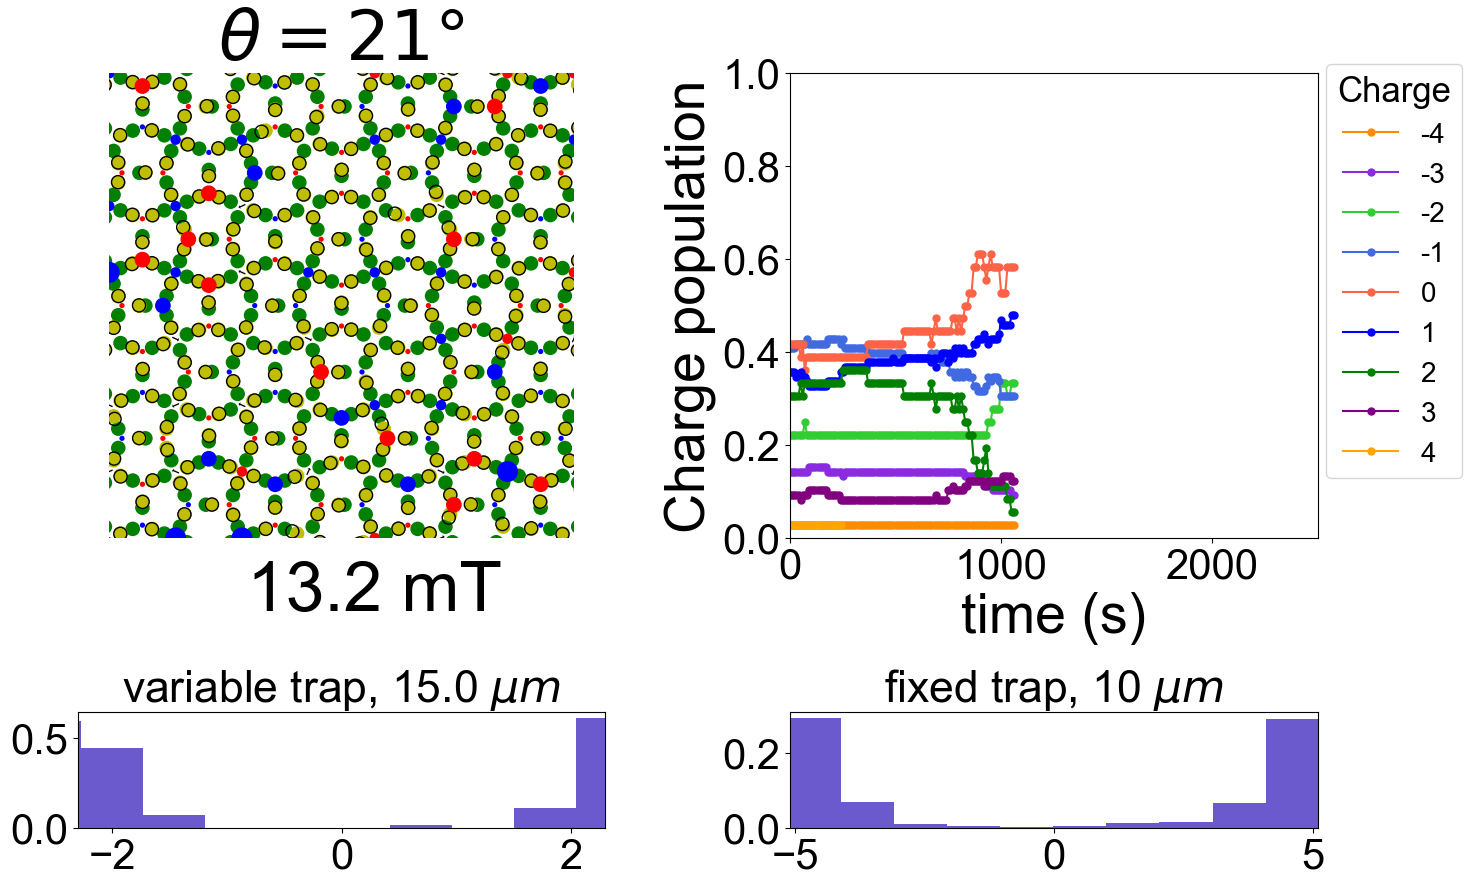 θ = 21°
13.2 mT
Charge population
1.0
0.8
0.6
0.4
0.2
0.0
0 1000 2000
time (s)
Charge
-4
-3
-2
-1
0
1
2
3
4
variable trap, 15.0 μm
0.5
0.0
−2 0 2
fixed trap, 10 μm
0.2
0.0
−5 0 5